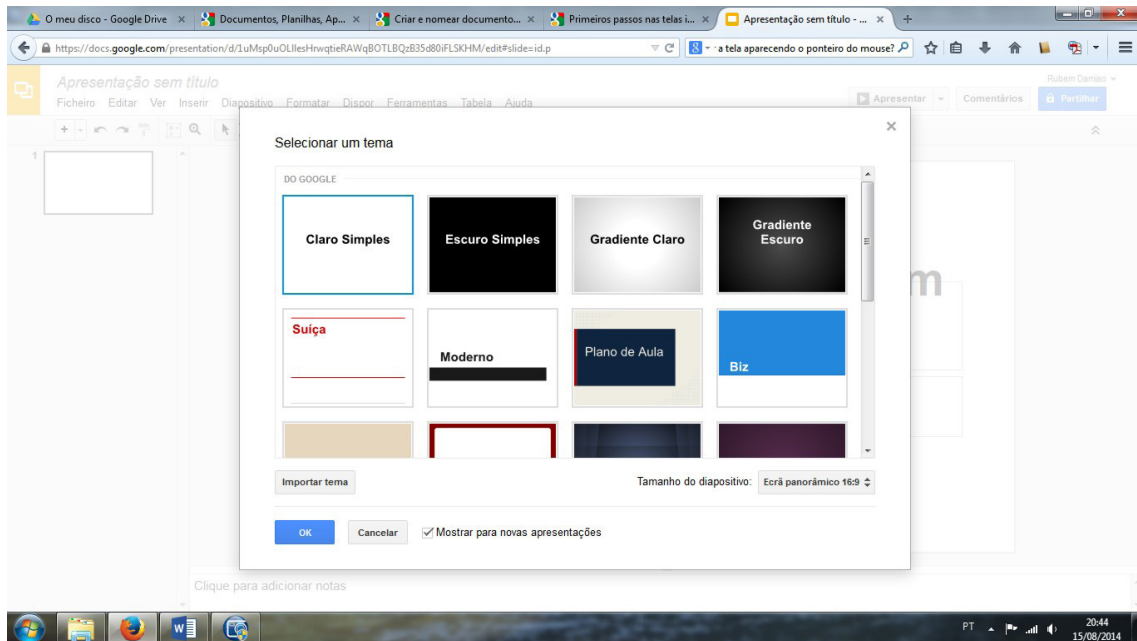 O meu disco - Google Drive
Documentos, Planilhas, Ap...
Criar e nomear documento...
Primeiros passos nas telas i...
Apresentação sem título - ...
https://docs.google.com/presentation/d/1uMsp0uOLIlesHrwqtieRAWqBOTLBQzB35d80iFLSKHM/edit#slide=id.p
a tela aparecendo o ponteiro do mouse?
Apresentação sem título
Rubem Damiao
Ficheiro Editar Ver Inserir Diapositivo Formatar Dispor Ferramentas Tabela Ajuda
Apresentar
Comentários
Partilhar
1
Selecionar um tema
DO GOOGLE
Claro Simples
Escuro Simples
Gradiente Claro
Gradiente
Escuro
m
Suíça
Moderno
Plano de Aula
Biz
Importar tema
Tamanho do diapositivo: Ecrã panorâmico 16:9
OK
Cancelar
Mostrar para novas apresentações
Clique para adicionar notas
PT
20:44
15/08/2014